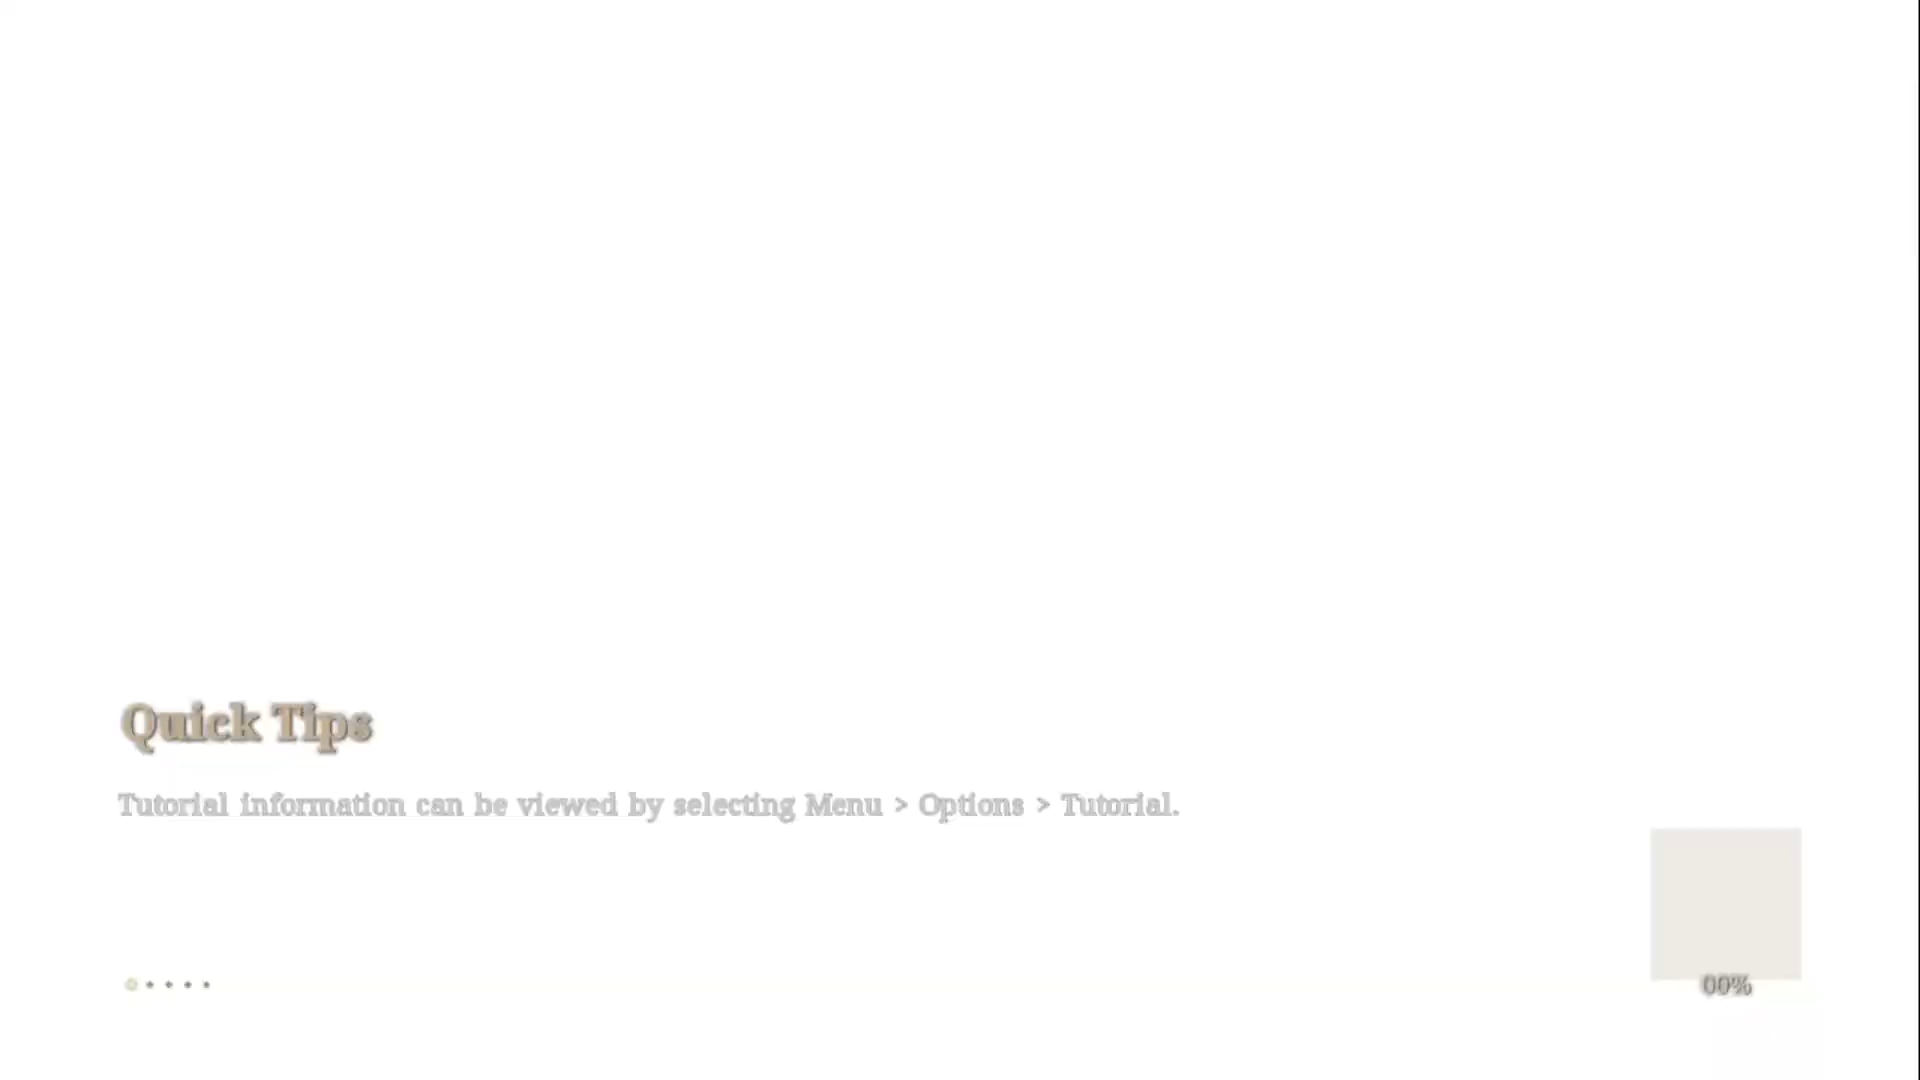 Quick Tips
Tutorial information can be viewed by selecting Menu > Options > Tutorial.
00%